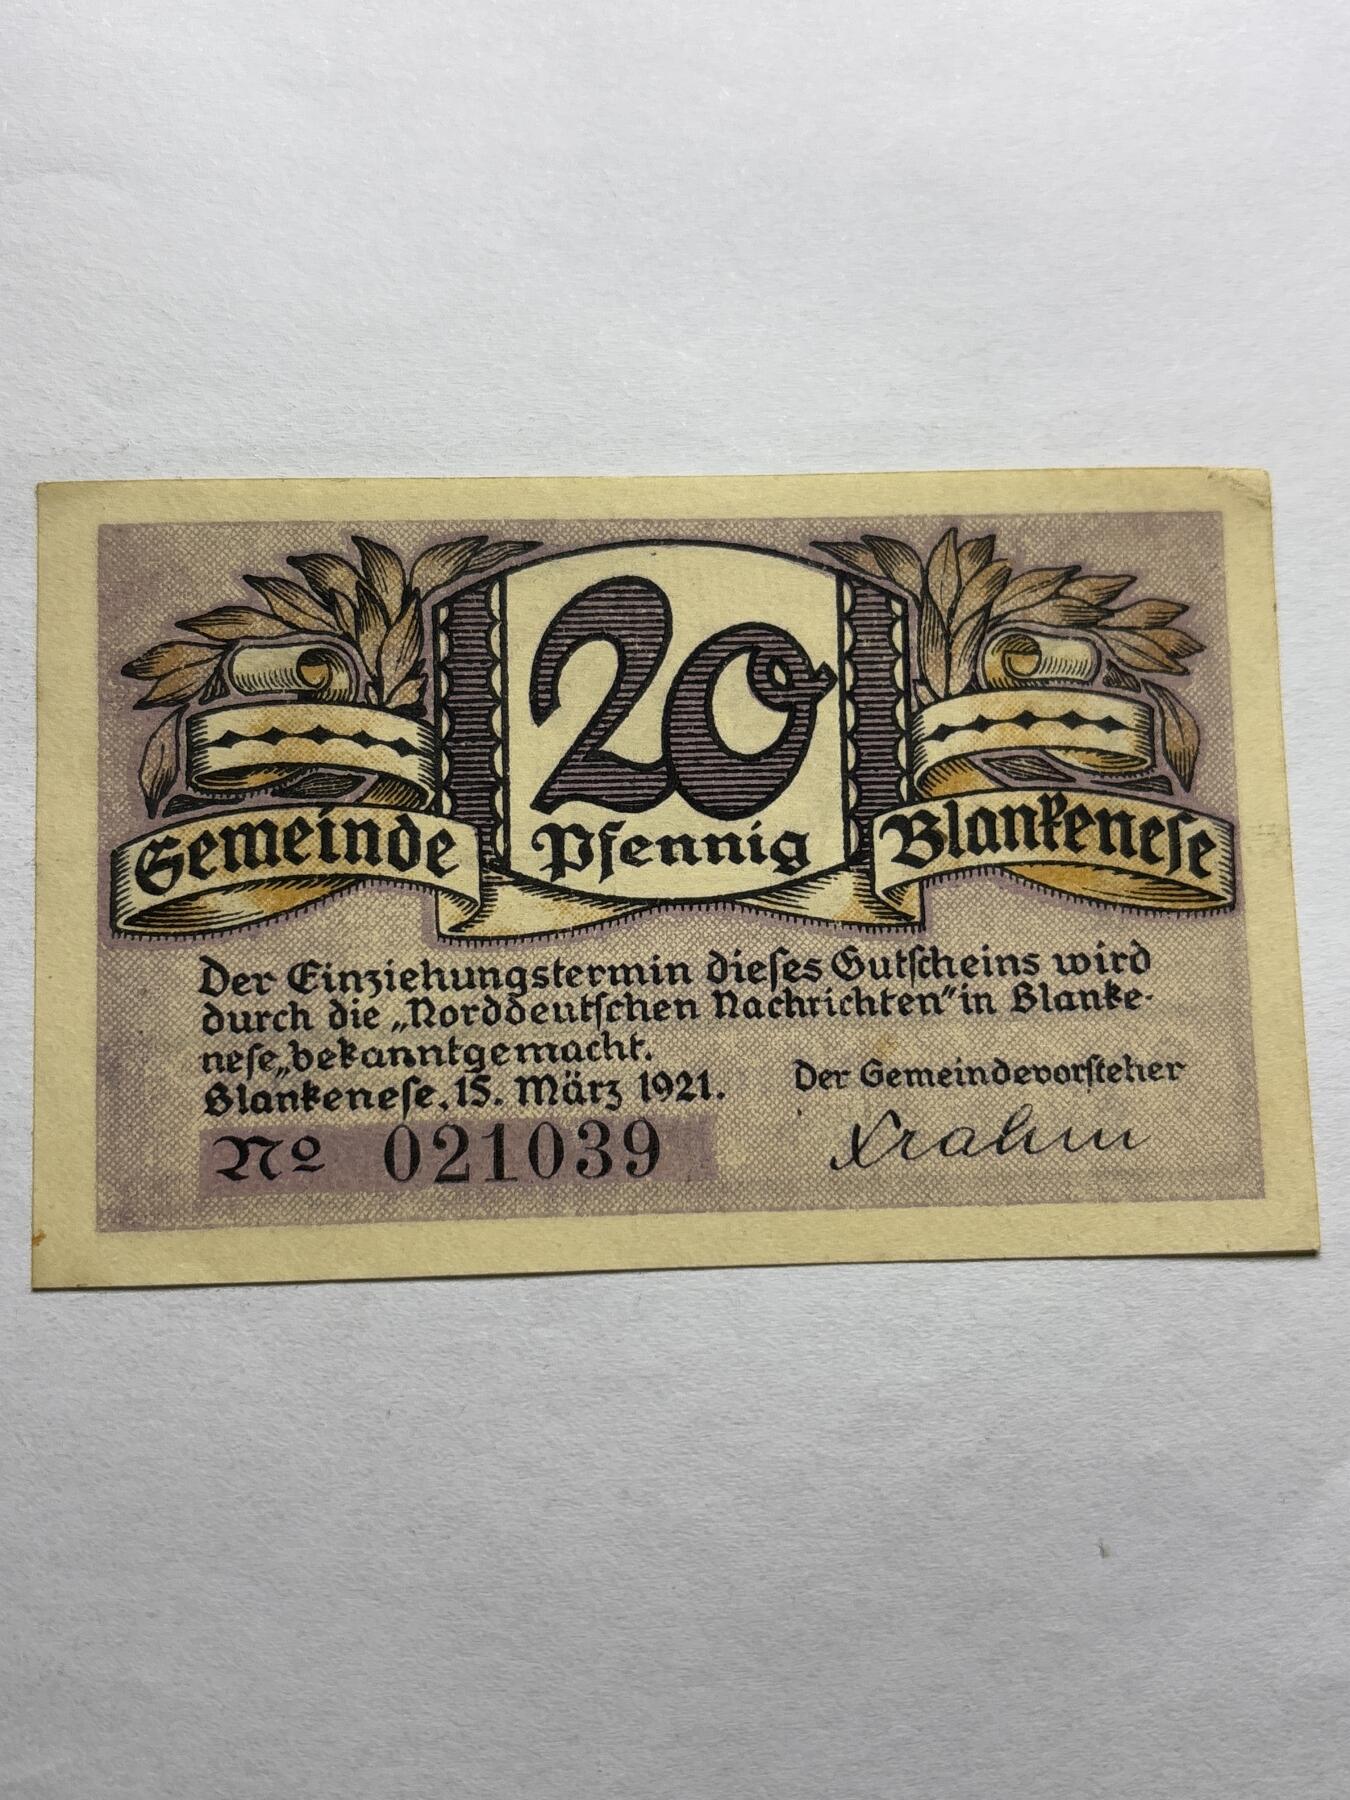 20
Pfennig
Gemeinde Blankenese
Der Einziehungstermin dieses Gutscheins wird
durch die „Norddeutschen Nachrichten" in Blanke-
nese„bekanntgemacht.
Blankenese, 15. März 1921.
Der Gemeindevorsteher
No 021039
Frahm